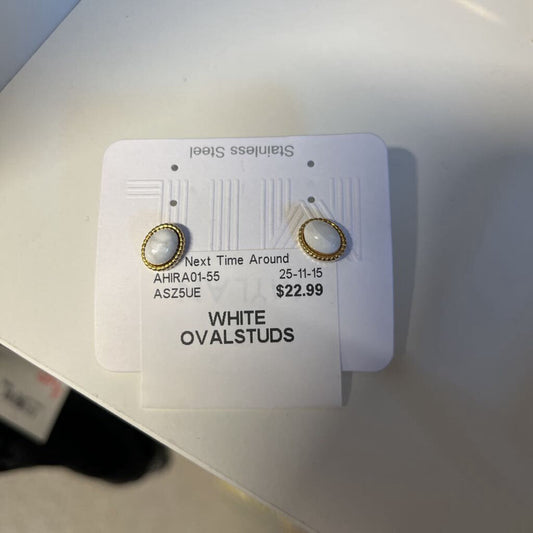 Stainless Steel
Next Time Around
AHIRA01-55 25-11-15
ASZ5UE $22.99
WHITE
OVALSTUDS